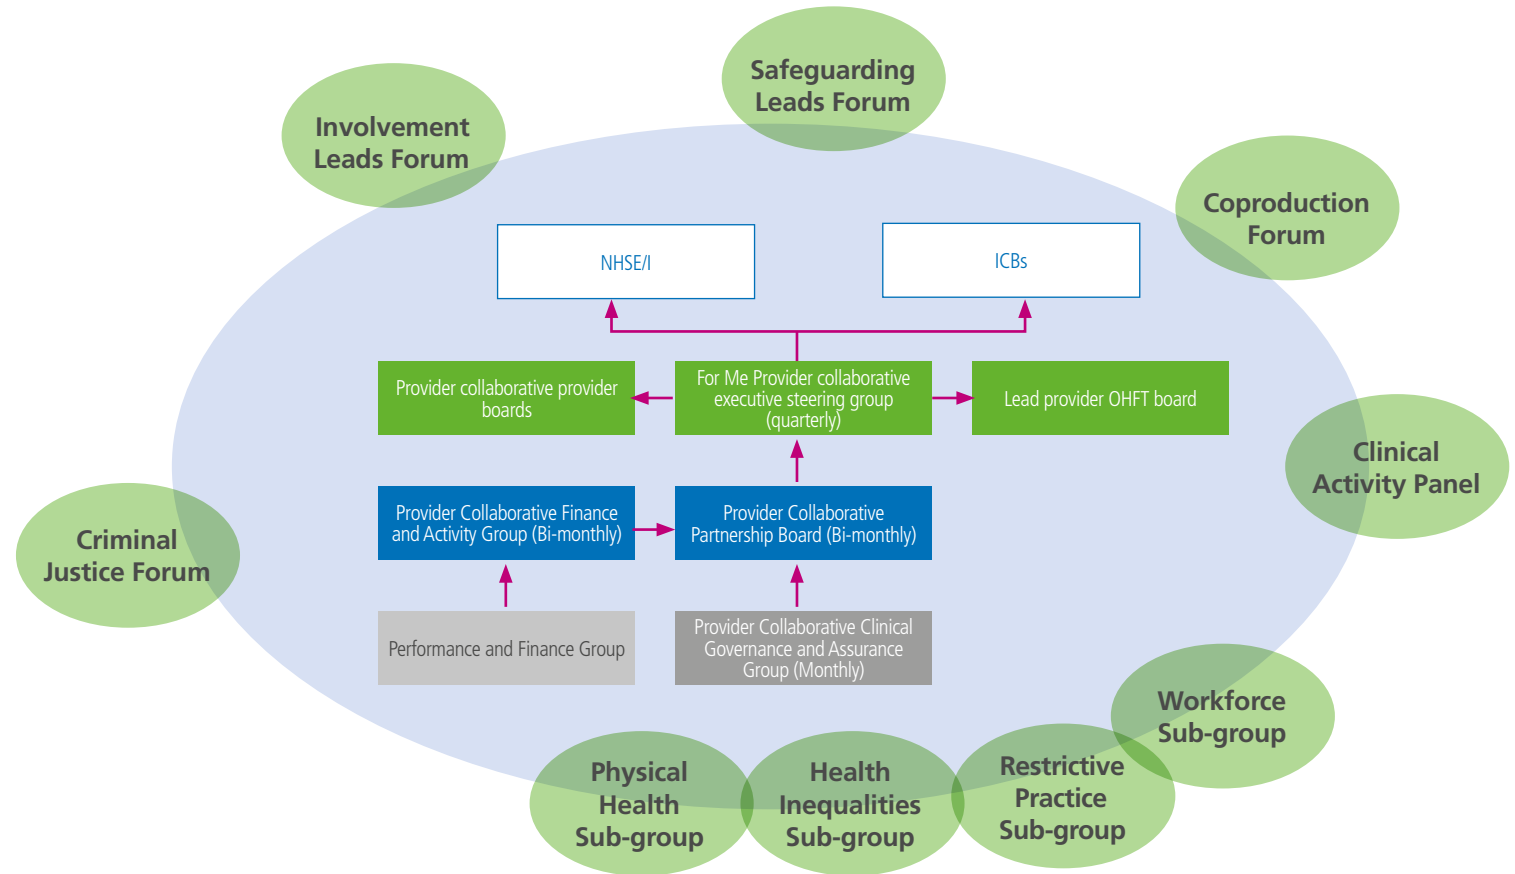 Safeguarding
Leads Forum
Involvement
Leads Forum
Coproduction
Forum
NHSE/I
ICBs
Provider collaborative provider
boards
For Me Provider collaborative
executive steering group
(quarterly)
Lead provider OHFT board
Clinical
Activity Panel
Provider Collaborative Finance
and Activity Group (Bi-monthly)
Provider Collaborative
Partnership Board (Bi-monthly)
Criminal
Justice Forum
Performance and Finance Group
Provider Collaborative Clinical
Governance and Assurance
Group (Monthly)
Workforce
Sub-group
Physical
Health
Sub-group
Health
Inequalities
Sub-group
Restrictive
Practice
Sub-group